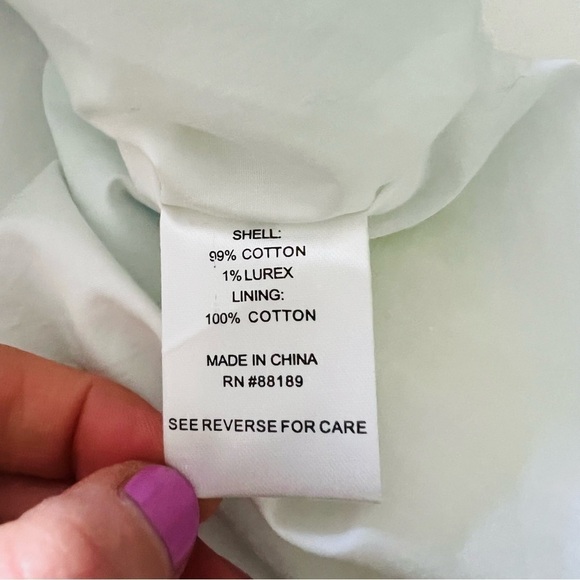 SHELL:
99% COTTON
1% LUREX
LINING:
100% COTTON
MADE IN CHINA
RN #88189
SEE REVERSE FOR CARE